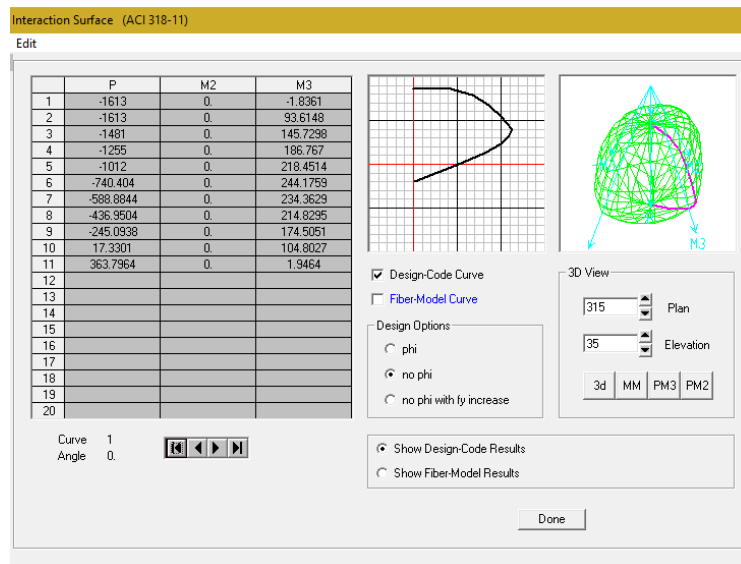 Interaction Surface (ACI 318-11)
Edit
P M2 M3
1 -1613 0. -1.8361
2 -1613 0. 93.6148
3 -1481 0. 145.7298
4 -1255 0. 186.767
5 -1012 0. 218.4514
6 -740.404 0. 244.1759
7 -588.8844 0. 234.3629
8 -436.9504 0. 214.8295
9 -245.0938 0. 174.5051
10 17.3301 0. 104.8027
11 363.7964 0. 1.9464
12
13
14
15
16
17
18
19
20
Curve 1
Angle 0.
M3
Design-Code Curve
Fiber-Model Curve
Design Options
phi
no phi
no phi with fy increase
3D View
315 Plan
35 Elevation
3d MM PM3 PM2
Show Design-Code Results
Show Fiber-Model Results
Done